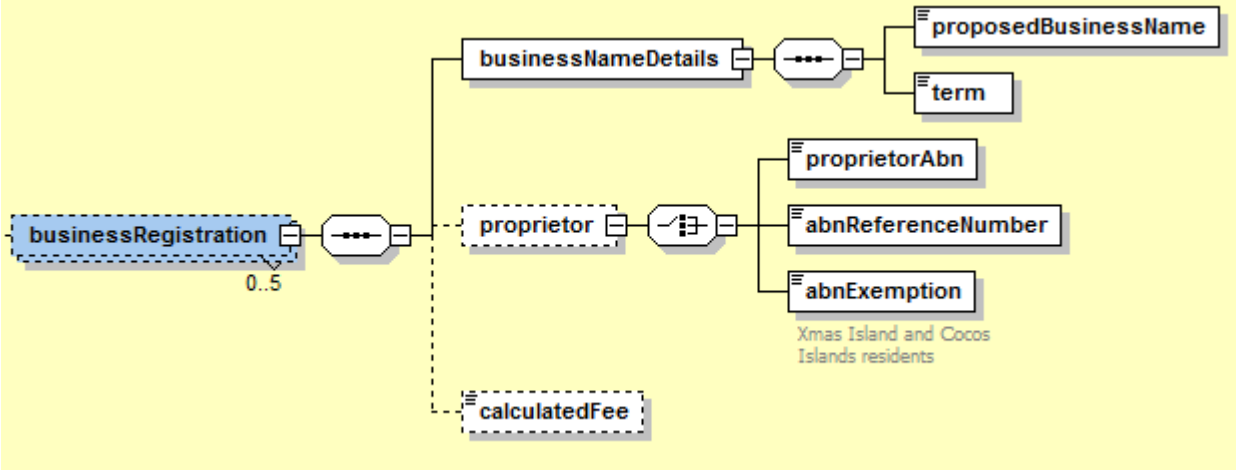 proposedBusinessName
businessNameDetails
term
proprietorAbn
proprietor
abnReferenceNumber
businessRegistration
0..5
abnExemption
Xmas Island and Cocos
Islands residents
calculatedFee